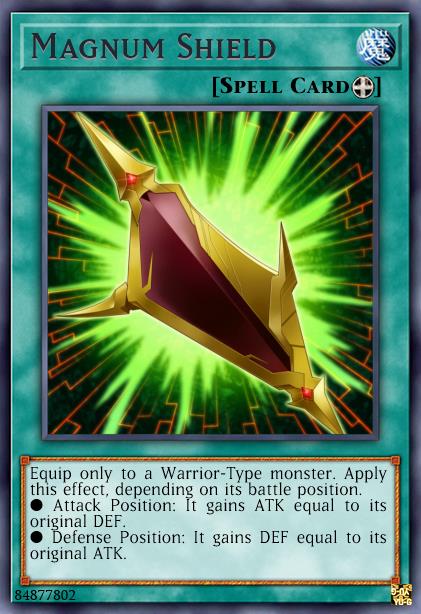 Magnum Shield
魔
[Spell Card]
Equip only to a Warrior-Type monster. Apply
this effect, depending on its battle position.
● Attack Position: It gains ATK equal to its
original DEF.
● Defense Position: It gains DEF equal to its
original ATK.
84877802